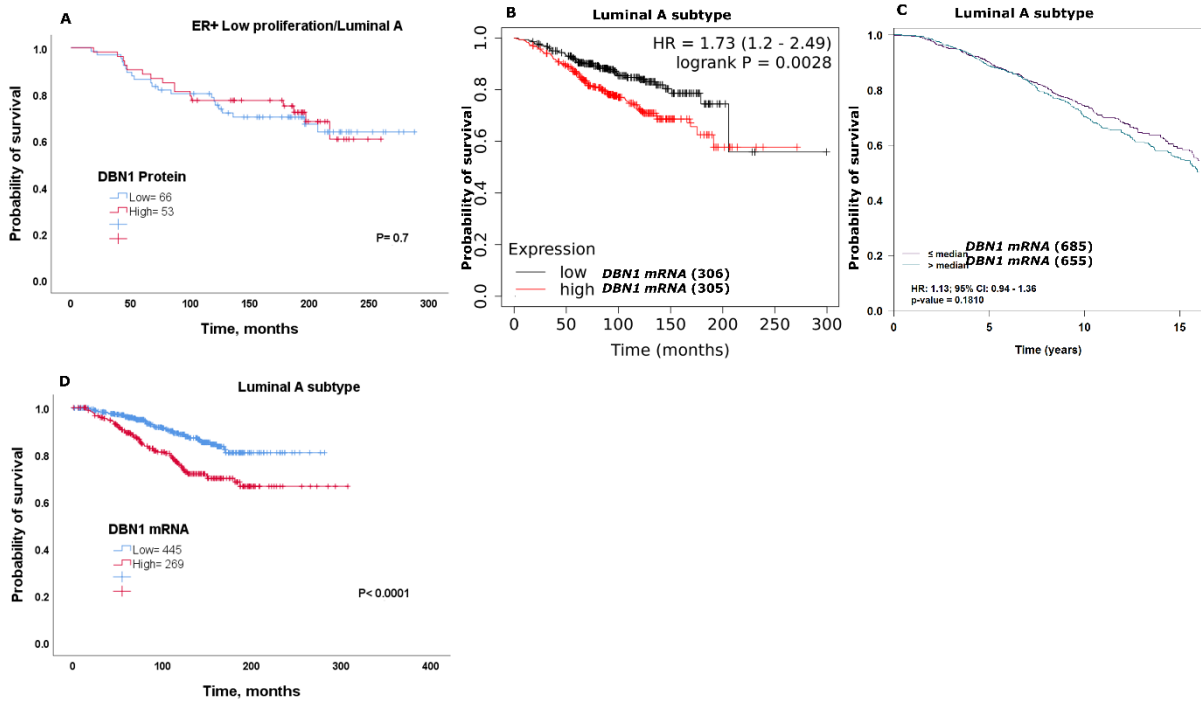 A
ER+ Low proliferation/Luminal A
Probability of survival
1.0
0.8
0.6
0.4
0.2
0.0
DBN1 Protein
Low= 66
High= 53
P= 0.7
0 50 100 150 200 250 300
Time, months
B
Luminal A subtype
Probability of survival
1.0
0.8
0.6
0.4
0.2
0.0
HR = 1.73 (1.2 - 2.49)
logrank P = 0.0028
Expression
low DBN1 mRNA (306)
high DBN1 mRNA (305)
0 50 100 150 200 250 300
Time (months)
C
Luminal A subtype
Probability of survival
1.0
0.8
0.6
0.4
0.2
0.0
≤ median DBN1 mRNA (685)
> median DBN1 mRNA (655)
HR: 1.13; 95% CI: 0.94 - 1.36
p-value = 0.1810
0 5 10 15
Time (years)
D
Luminal A subtype
Probability of survival
1.0
0.8
0.6
0.4
0.2
0.0
DBN1 mRNA
Low= 445
High= 269
P< 0.0001
0 100 200 300 400
Time, months